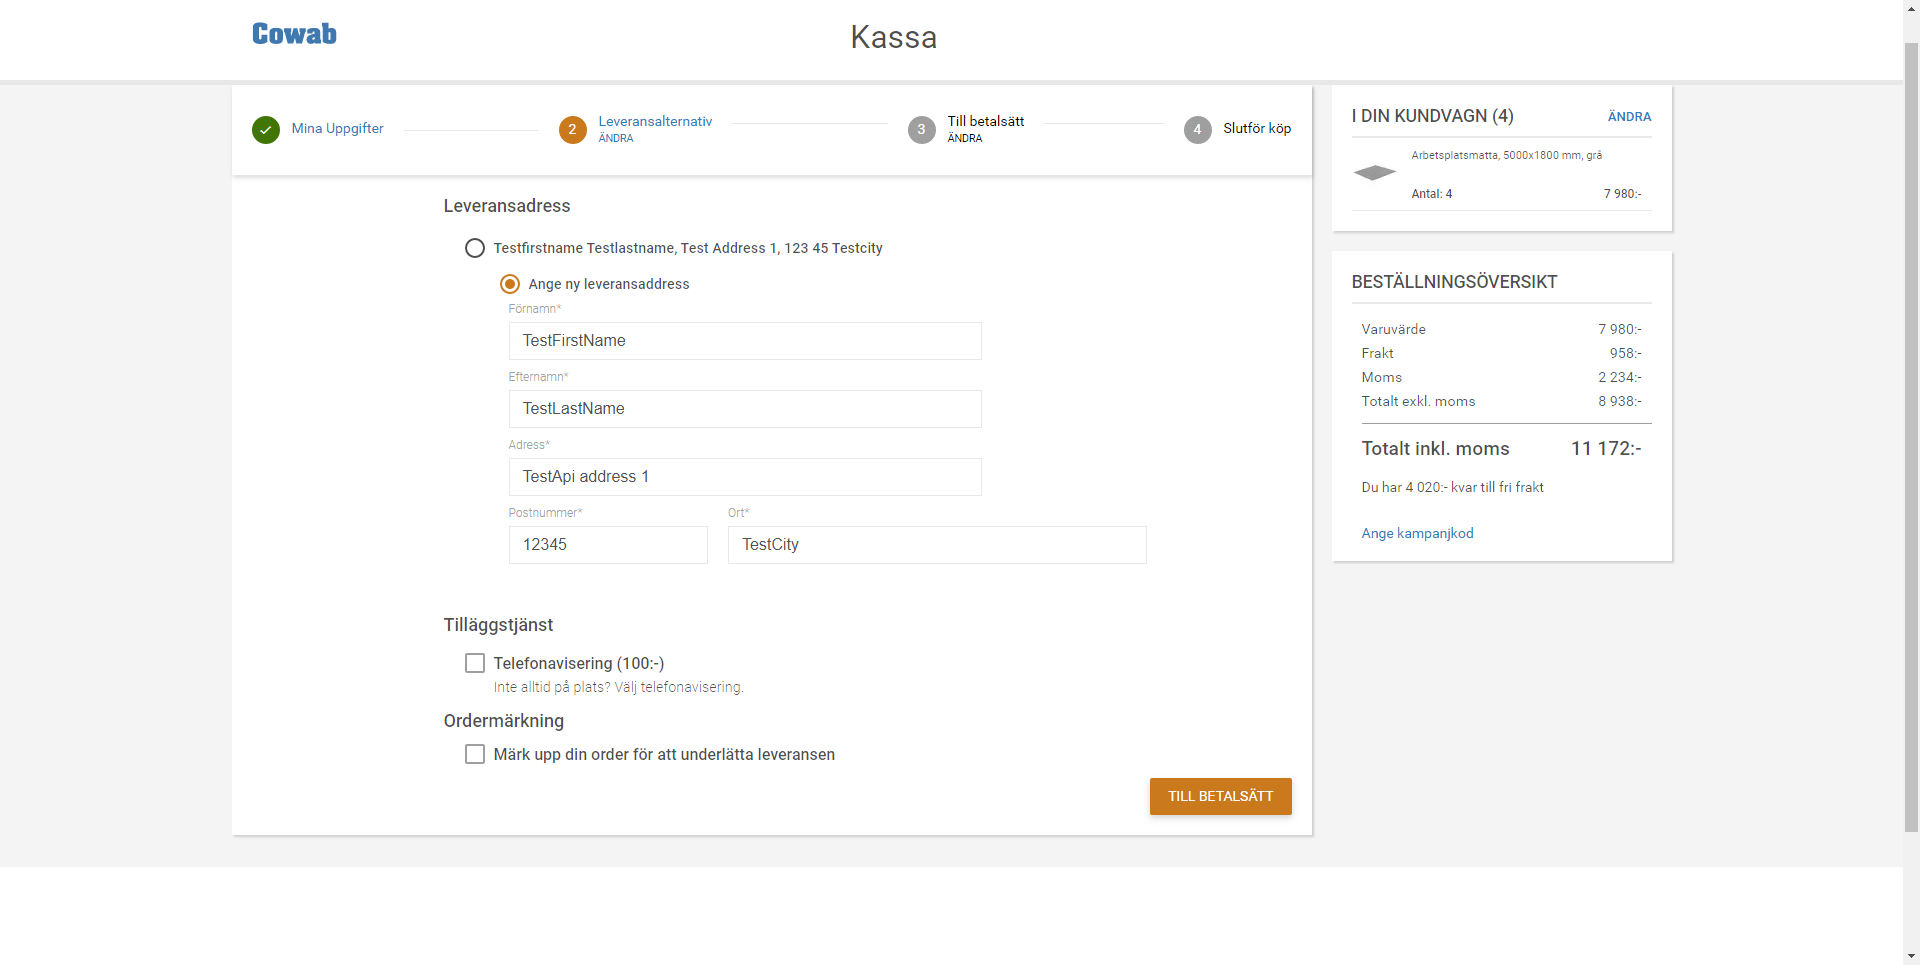 Cowab
Kassa
Mina Uppgifter
2
Leveransalternativ
ÄNDRA
3
Till betalsätt
ÄNDRA
4
Slutför köp
Leveransadress
Testfirstname Testlastname, Test Address 1, 123 45 Testcity
Ange ny leveransaddress
Förnamn*
TestFirstName
Efternamn*
TestLastName
Adress*
TestApi address 1
Postnummer* Ort*
12345 TestCity
Tilläggstjänst
Telefonavisering (100:-)
Inte alltid på plats? Välj telefonavisering.
Ordermärkning
Märk upp din order för att underlätta leveransen
TILL BETALSÄTT
I DIN KUNDVAGN (4) ÄNDRA
Arbetsplatsmatta, 5000x1800 mm, grå
Antal: 4 7 980:-
BESTÄLLNINGSÖVERSIKT
Varuvärde 7 980:-
Frakt 958:-
Moms 2 234:-
Totalt exkl. moms 8 938:-
Totalt inkl. moms 11 172:-
Du har 4 020:- kvar till fri frakt
Ange kampanjkod